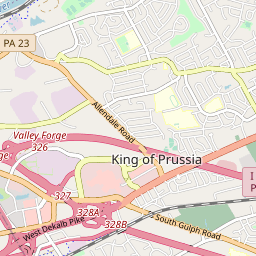 PA 23
Allendale Road
Valley Forge
326
King of Prussia
I
P
ge
327
328A
328B
West Dekalb Pike
South Gulph Road